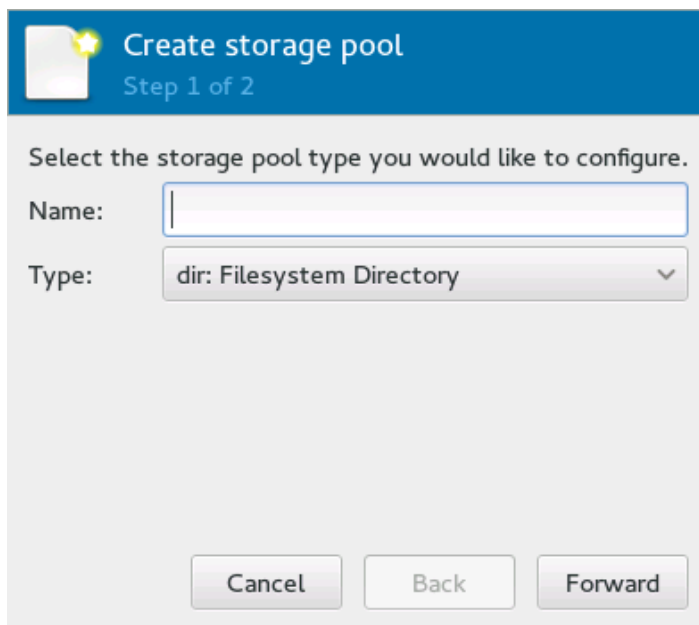 Create storage pool
Step 1 of 2
Select the storage pool type you would like to configure.
Name:
Type: dir: Filesystem Directory
Cancel Back Forward